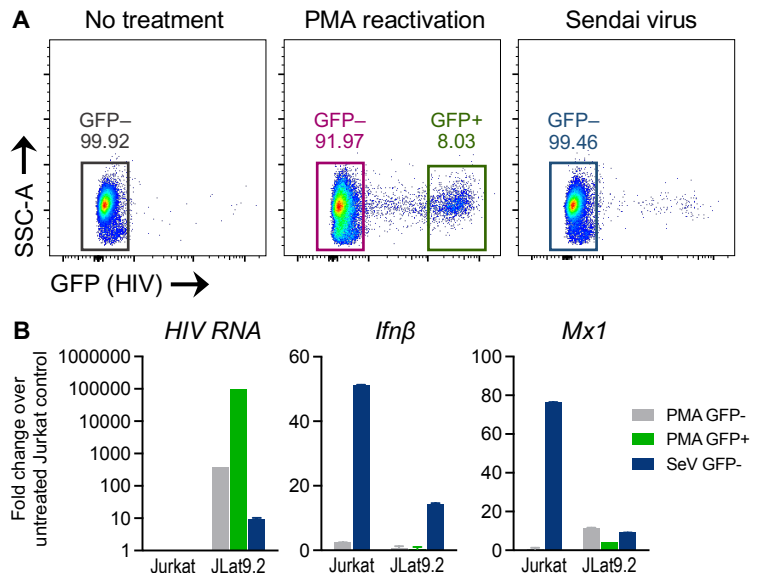 A
No treatment
PMA reactivation
Sendai virus
GFP–
99.92
GFP–
91.97
GFP+
8.03
GFP–
99.46
SSC-A
GFP (HIV)
B
HIV RNA
Ifnβ
Mx1
Fold change over
untreated Jurkat control
1000000
100000
10000
1000
100
10
1
Jurkat JLat9.2
60
40
20
0
Jurkat JLat9.2
100
80
60
40
20
0
Jurkat JLat9.2
PMA GFP-
PMA GFP+
SeV GFP-